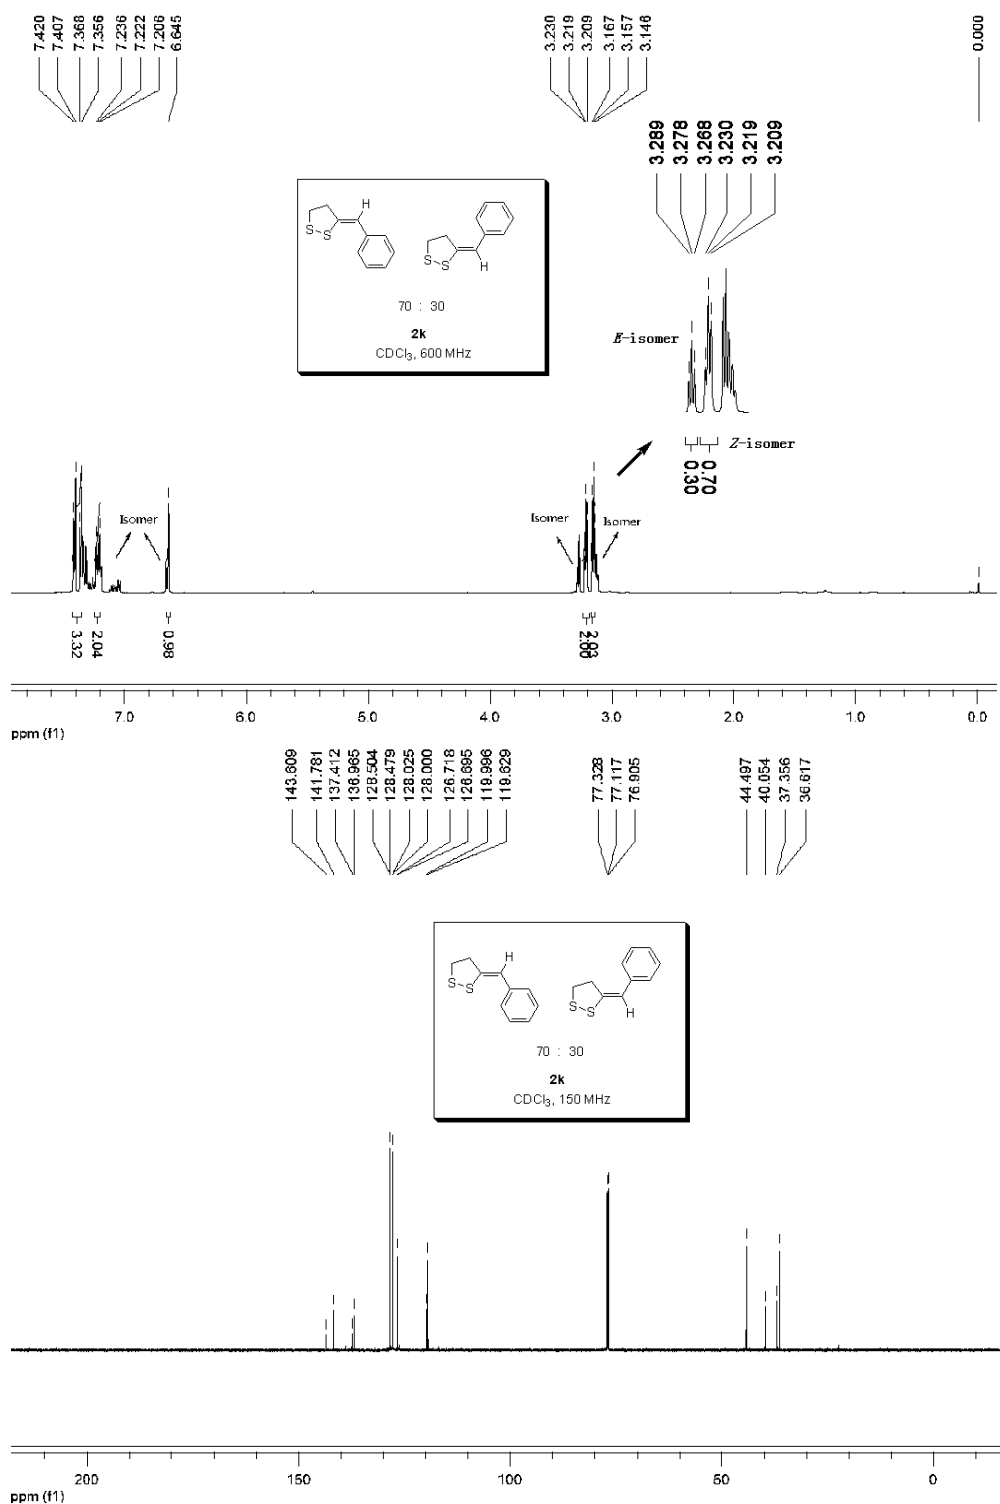 7.420
7.407
7.368
7.356
7.236
7.222
7.206
6.645
3.230
3.219
3.209
3.167
3.157
3.146
0.000
3.289
3.278
3.268
3.230
3.219
3.209
H
S
S
S
S
H
70 : 30
2k
CDCl3, 600 MHz
E-isomer
Z-isomer
0.30
0.70
Isomer
Isomer
Isomer
3.32
2.04
0.98
2.00
2.03
7.0 6.0 5.0 4.0 3.0 2.0 1.0 0.0
ppm (f1)
143.609
141.781
137.412
136.965
128.504
128.479
128.025
128.000
126.718
126.695
119.996
119.629
77.328
77.117
76.905
44.497
40.054
37.356
36.617
H
S
S
S
S
H
70 : 30
2k
CDCl3, 150 MHz
200 150 100 50 0
ppm (f1)